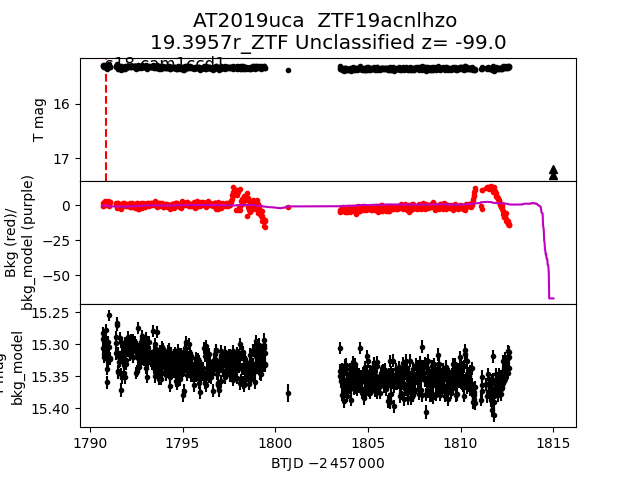 AT2019uca ZTF19acnlhzo
19.3957r_ZTF Unclassified z= -99.0
s18 cam1ccd1
T mag
16
17
Bkg (red)/
bkg_model (purple)
0
−25
−50
mag
bkg_model
15.25
15.30
15.35
15.40
1790 1795 1800 1805 1810 1815
BTJD −2 457 000